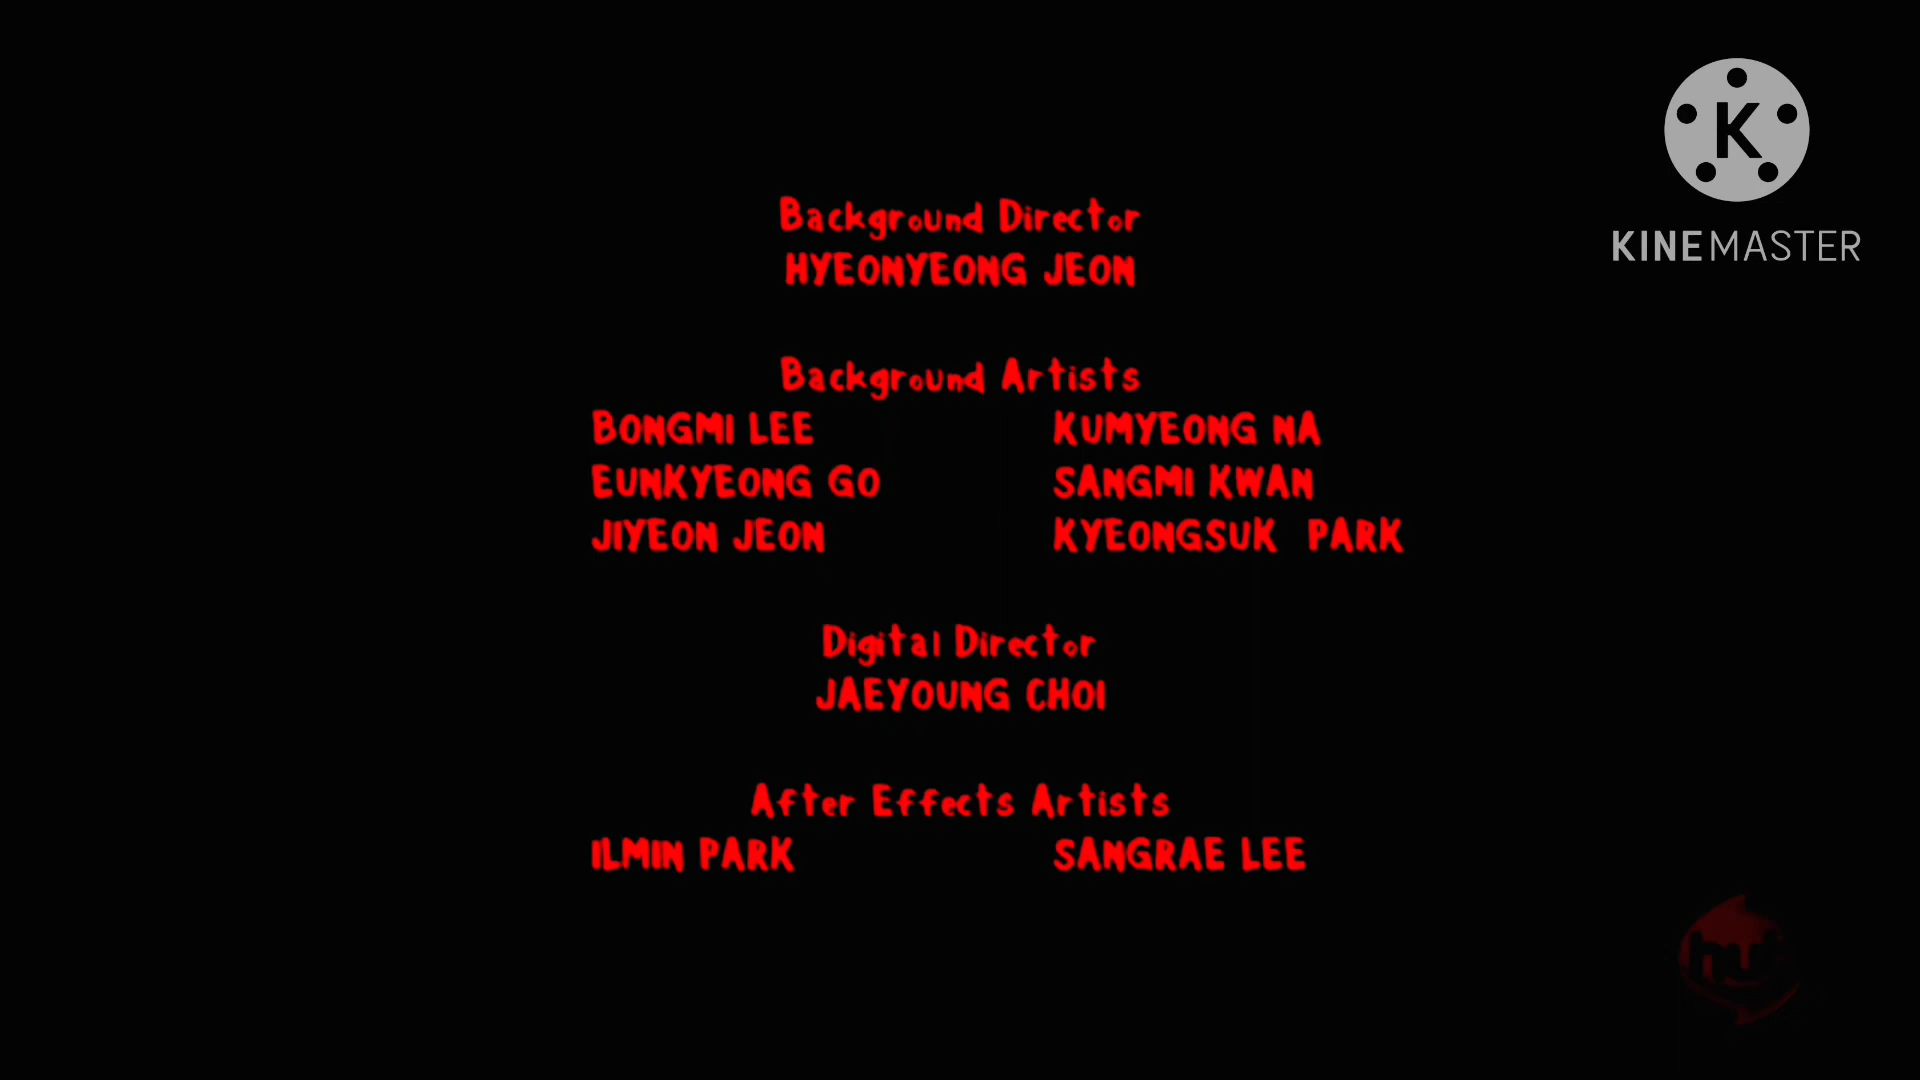 KINEMASTER
Background Director
HYEONYEONG JEON
Background Artists
BONGMI LEE KUMYEONG NA
EUNKYEONG GO SANGMI KWAN
JIYEON JEON KYEONGSUK PARK
Digital Director
JAEYOUNG CHOI
After Effects Artists
ILMIN PARK SANGRAE LEE